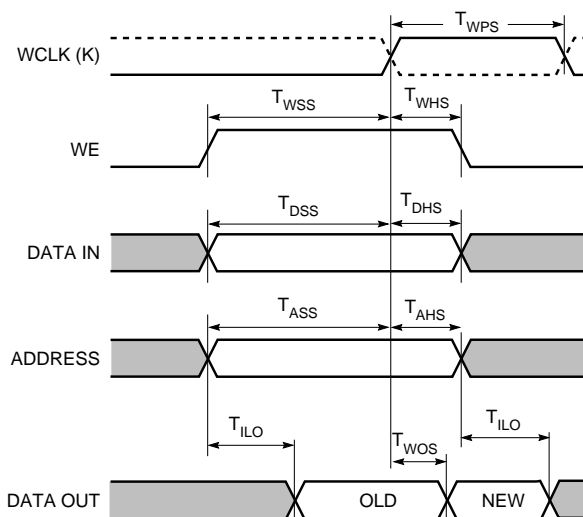 T_WPS
WCLK (K)
T_WSS T_WHS
WE
T_DSS T_DHS
DATA IN
T_ASS T_AHS
ADDRESS
T_ILO T_WOS T_ILO
DATA OUT OLD NEW